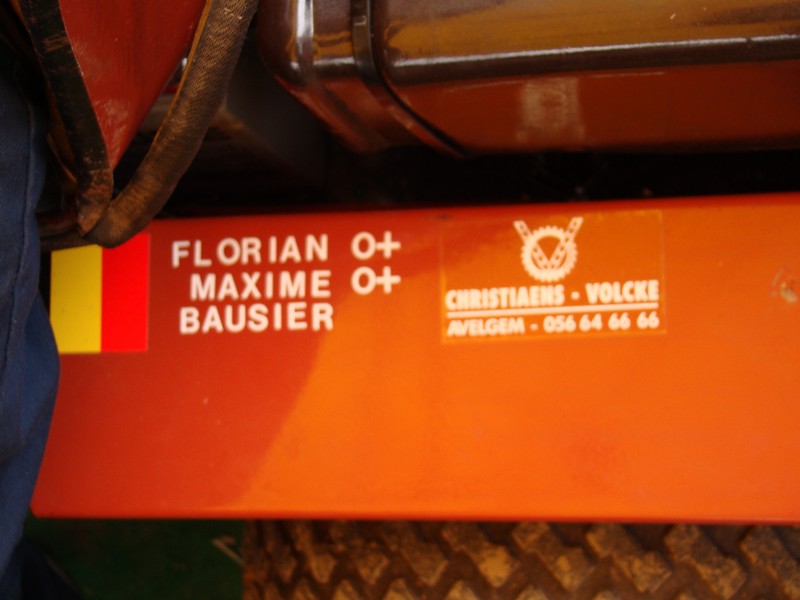 FLORIAN O+
MAXIME O+
BAUSIER
CHRISTIAENS - VOLCKE
AVELGEM - 056 64 66 66